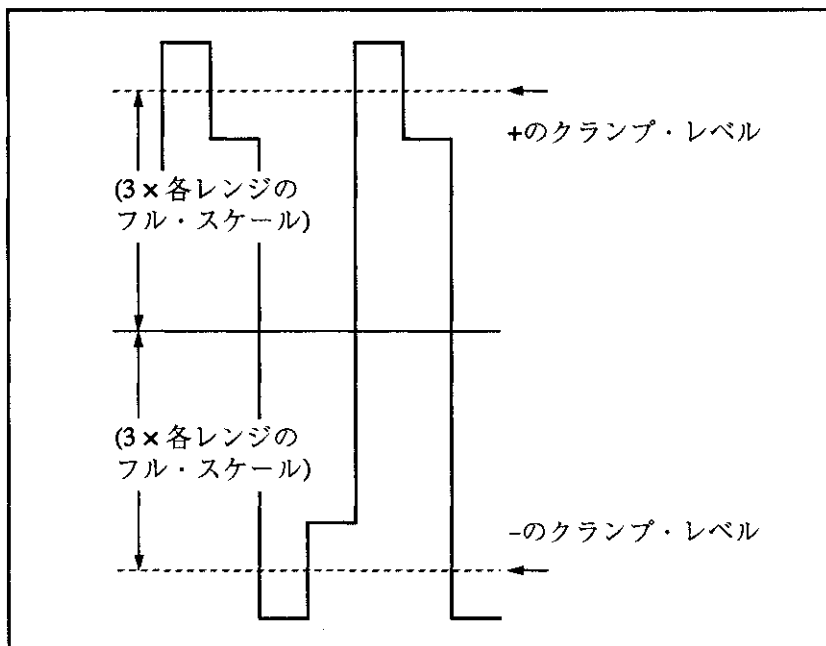 +のクランプ・レベル
(3 × 各レンジの
フル・スケール)
(3 × 各レンジの
フル・スケール)
−のクランプ・レベル